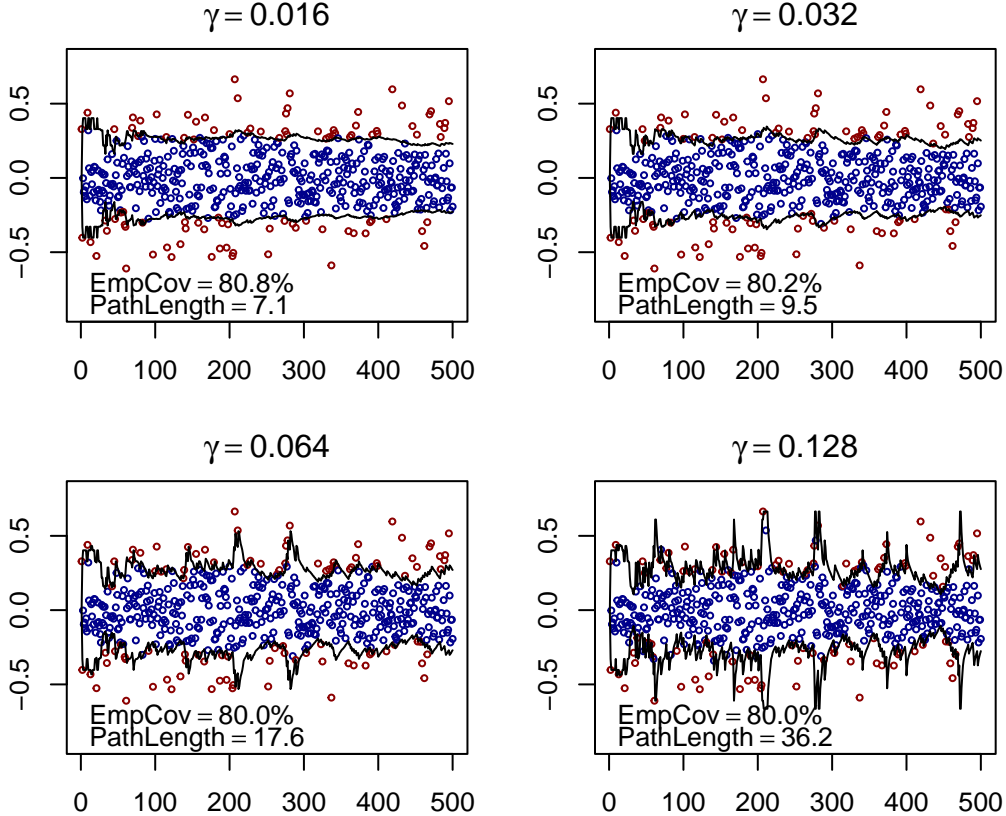 γ = 0.016
0.5
0.0
−0.5
EmpCov = 80.8%
PathLength = 7.1
0 100 200 300 400 500
γ = 0.032
0.5
0.0
−0.5
EmpCov = 80.2%
PathLength = 9.5
0 100 200 300 400 500
γ = 0.064
0.5
0.0
−0.5
EmpCov = 80.0%
PathLength = 17.6
0 100 200 300 400 500
γ = 0.128
0.5
0.0
−0.5
EmpCov = 80.0%
PathLength = 36.2
0 100 200 300 400 500